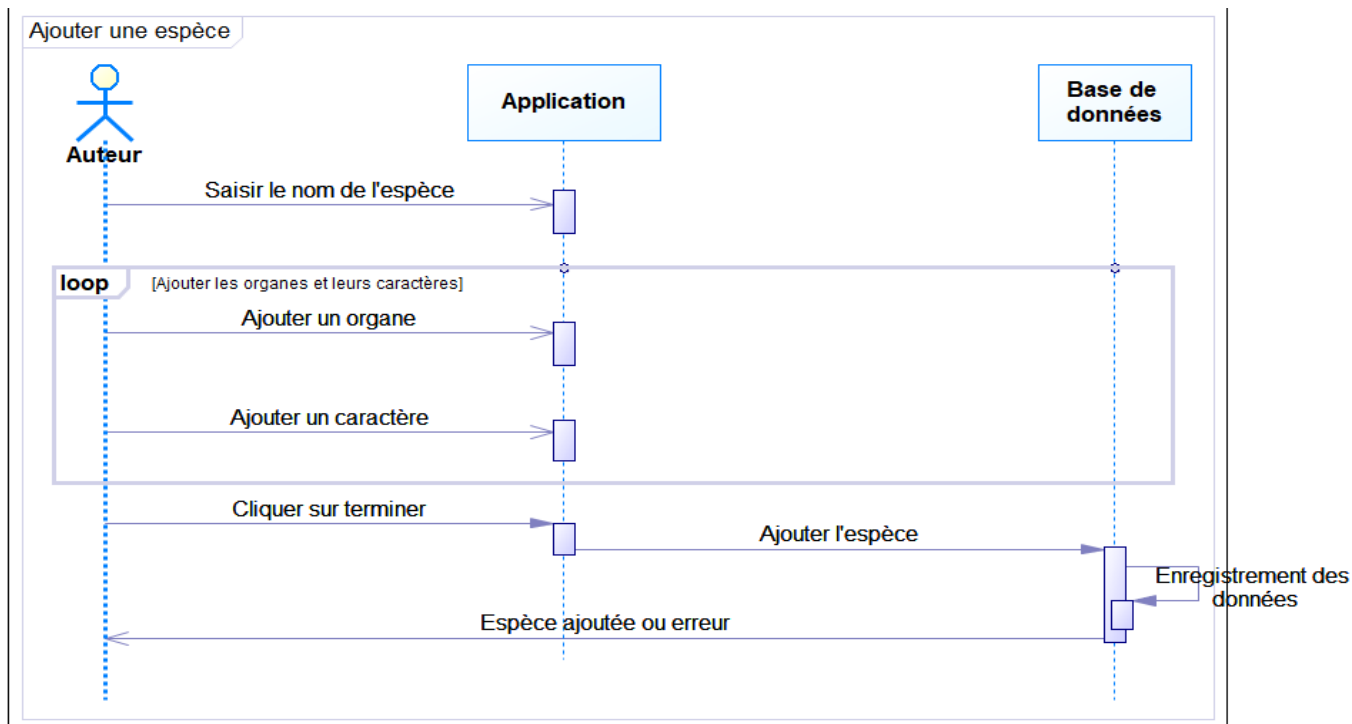 Ajouter une espèce
Application
Base de
données
Auteur
Saisir le nom de l'espèce
loop
[Ajouter les organes et leurs caractères]
Ajouter un organe
Ajouter un caractère
Cliquer sur terminer
Ajouter l'espèce
Enregistrement des
données
Espèce ajoutée ou erreur